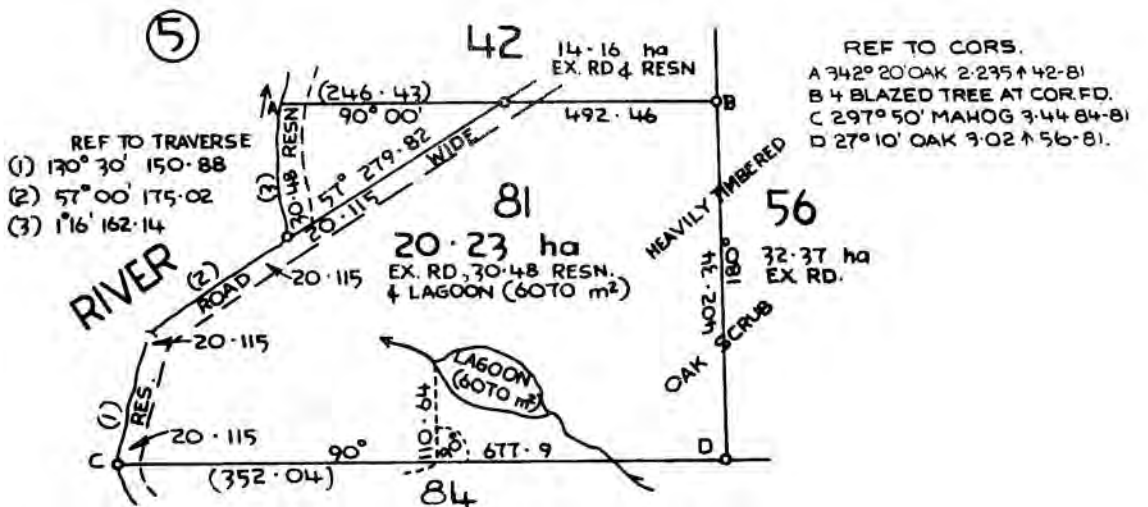 5
42
14·16 ha
EX. RD & RESN
REF TO CORS.
A 342° 20' OAK 2·235 ↑ 42-81
B 4 BLAZED TREE AT COR. FD.
C 297° 50' MAHOG 3·44 84-81
D 27° 10' OAK 3·02 ↑ 56-81.
A
(246·43)
90° 00'
492·46
B
REF TO TRAVERSE
(1) 130° 30' 150·88
(2) 57° 00' 175·02
(3) 1° 16' 162·14
(3)
30·48 RESN
57° 279·82
WIDE
20·115
81
20·23 ha
EX. RD, 30·48 RESN.
& LAGOON (6070 m²)
HEAVILY TIMBERED
56
32·37 ha
EX RD.
402·34
180°
OAK SCRUB
RIVER
(2)
ROAD
20·115
20·115
(1)
RES.
20·115
LAGOON
(6070 m²)
110·64
C
90°
(352·04)
677·9
D
84